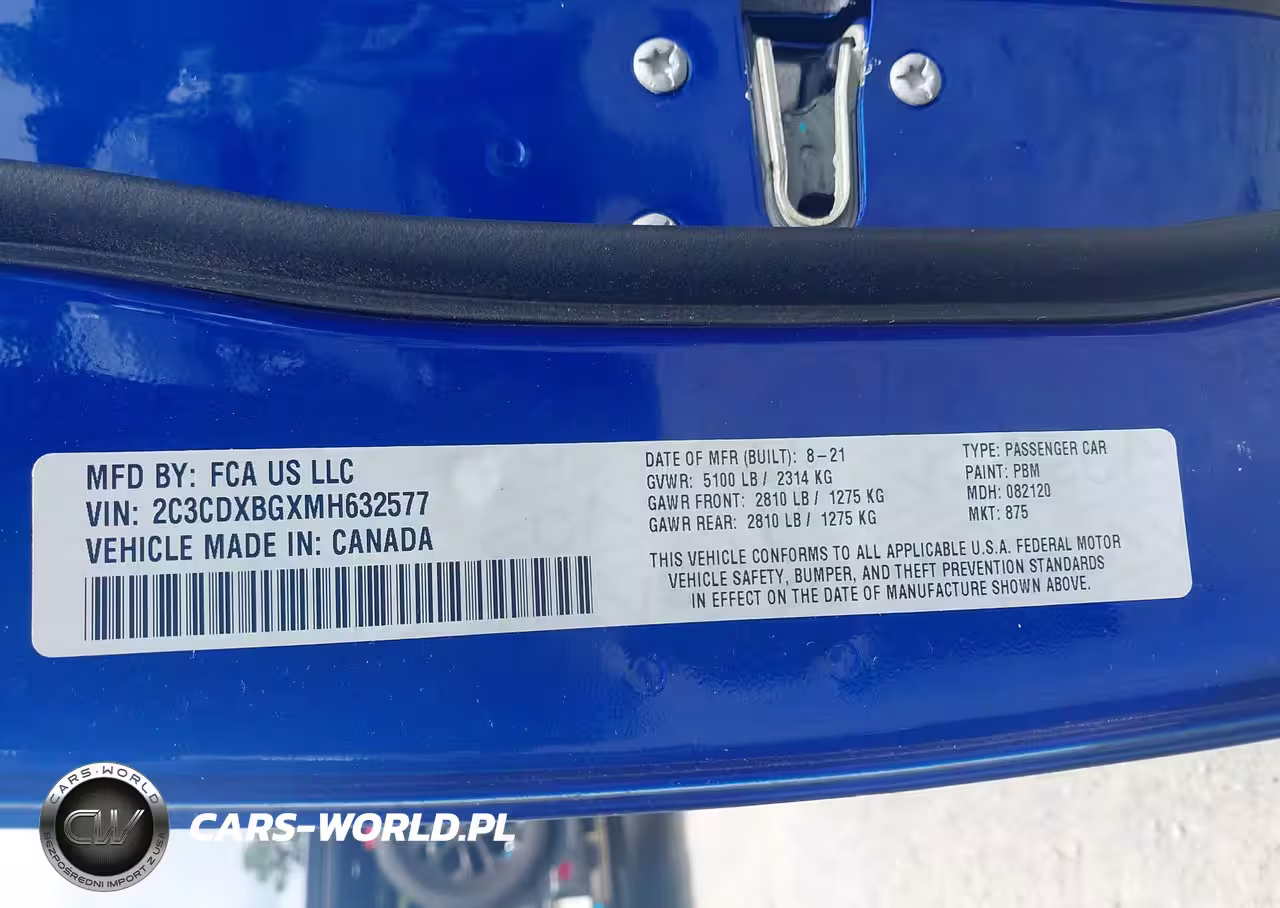 MFD BY: FCA US LLC
VIN: 2C3CDXBGXMH632577
VEHICLE MADE IN: CANADA
DATE OF MFR (BUILT): 8-21
GVWR: 5100 LB / 2314 KG
GAWR FRONT: 2810 LB / 1275 KG
GAWR REAR: 2810 LB / 1275 KG
TYPE: PASSENGER CAR
PAINT: PBM
MDH: 082120
MKT: 875
THIS VEHICLE CONFORMS TO ALL APPLICABLE U.S.A. FEDERAL MOTOR
VEHICLE SAFETY, BUMPER, AND THEFT PREVENTION STANDARDS
IN EFFECT ON THE DATE OF MANUFACTURE SHOWN ABOVE.
CARS-WORLD
CW
BEZPOŚREDNI IMPORT Z USA
CARS-WORLD.PL